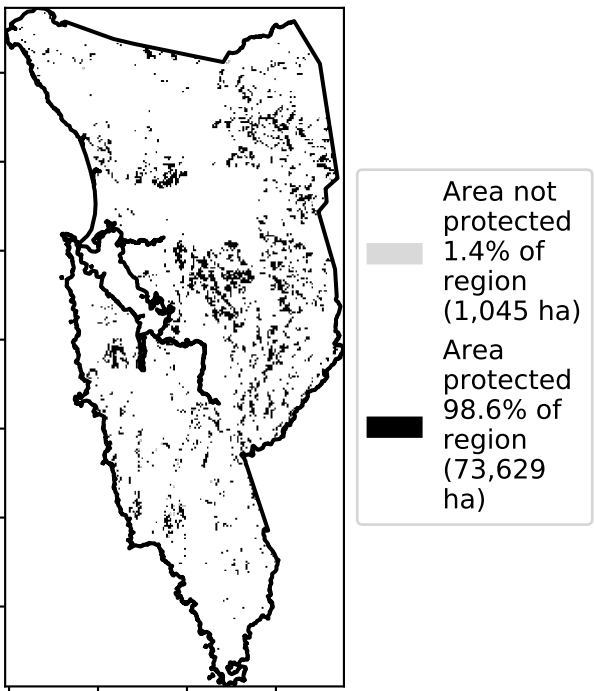 Area not
protected
1.4% of
region
(1,045 ha)
Area
protected
98.6% of
region
(73,629
ha)